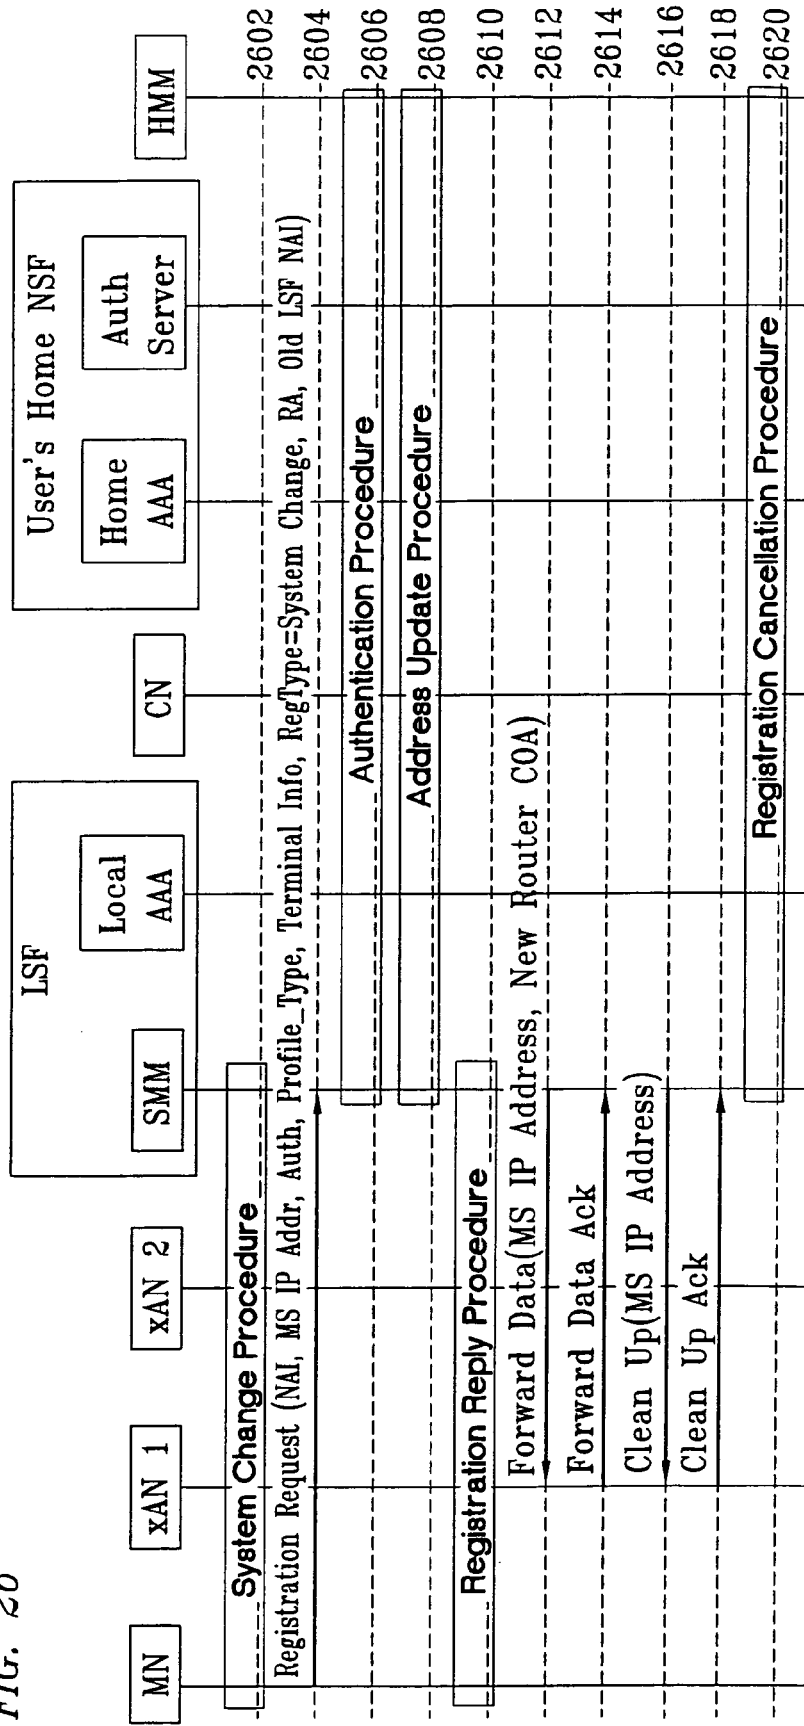 FIG. 26
MN
xAN 1
xAN 2
LSF
SMM
Local
AAA
CN
User's Home NSF
Home
AAA
Auth
Server
HMM
System Change Procedure
2602
Registration Request (NAI, MS IP Addr, Auth, Profile_Type, Terminal Info, RegType=System Change, RA, Old LSF NAI)
2604
Authentication Procedure
2606
Address Update Procedure
2608
Registration Reply Procedure
2610
Forward Data(MS IP Address, New Router COA)
2612
Forward Data Ack
2614
Clean Up(MS IP Address)
2616
Clean Up Ack
2618
Registration Cancellation Procedure
2620